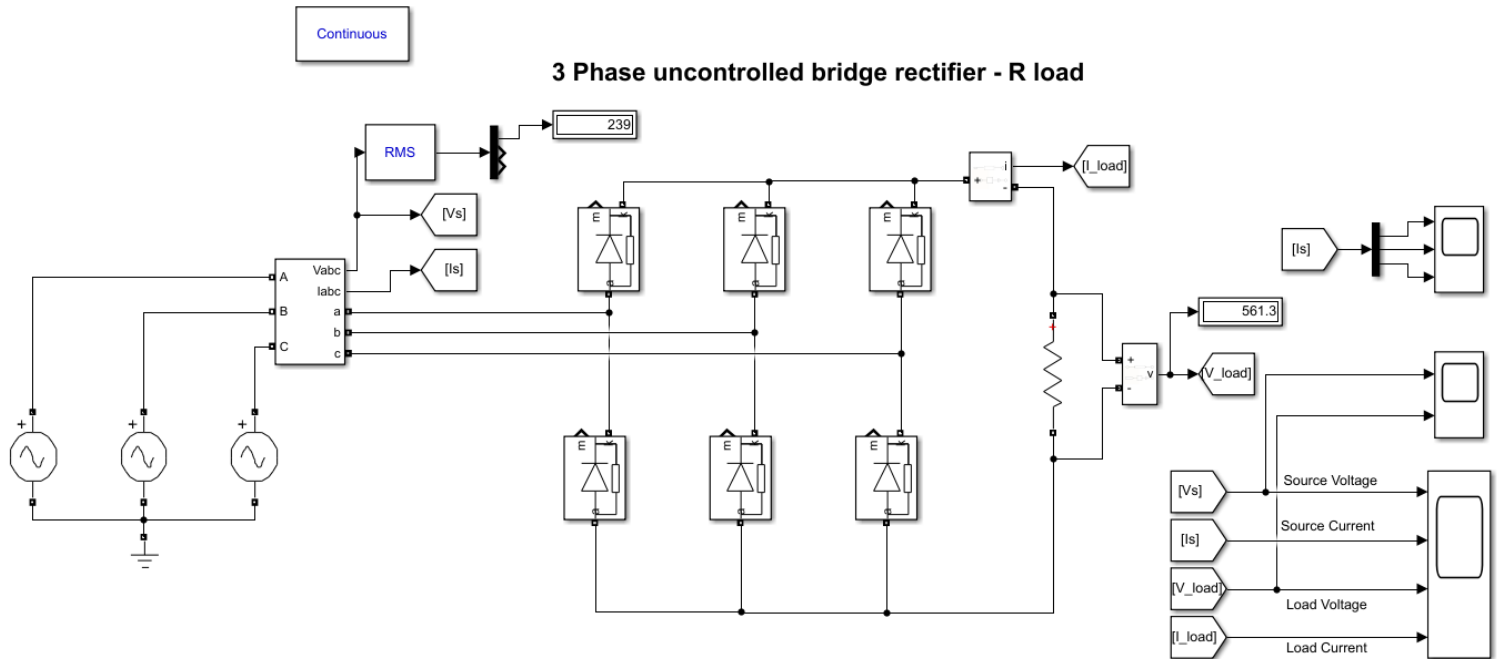 Continuous
3 Phase uncontrolled bridge rectifier - R load
239
RMS
[Vs]
[Is]
Vabc
Iabc
A
B
C
a
b
c
+
+
+
m
k
a
m
k
a
m
k
a
m
k
a
m
k
a
m
k
a
+
i
-
[I_load]
+
v
-
561.3
[V_load]
[Is]
[Vs]
Source Voltage
[Is]
Source Current
[V_load]
Load Voltage
[I_load]
Load Current